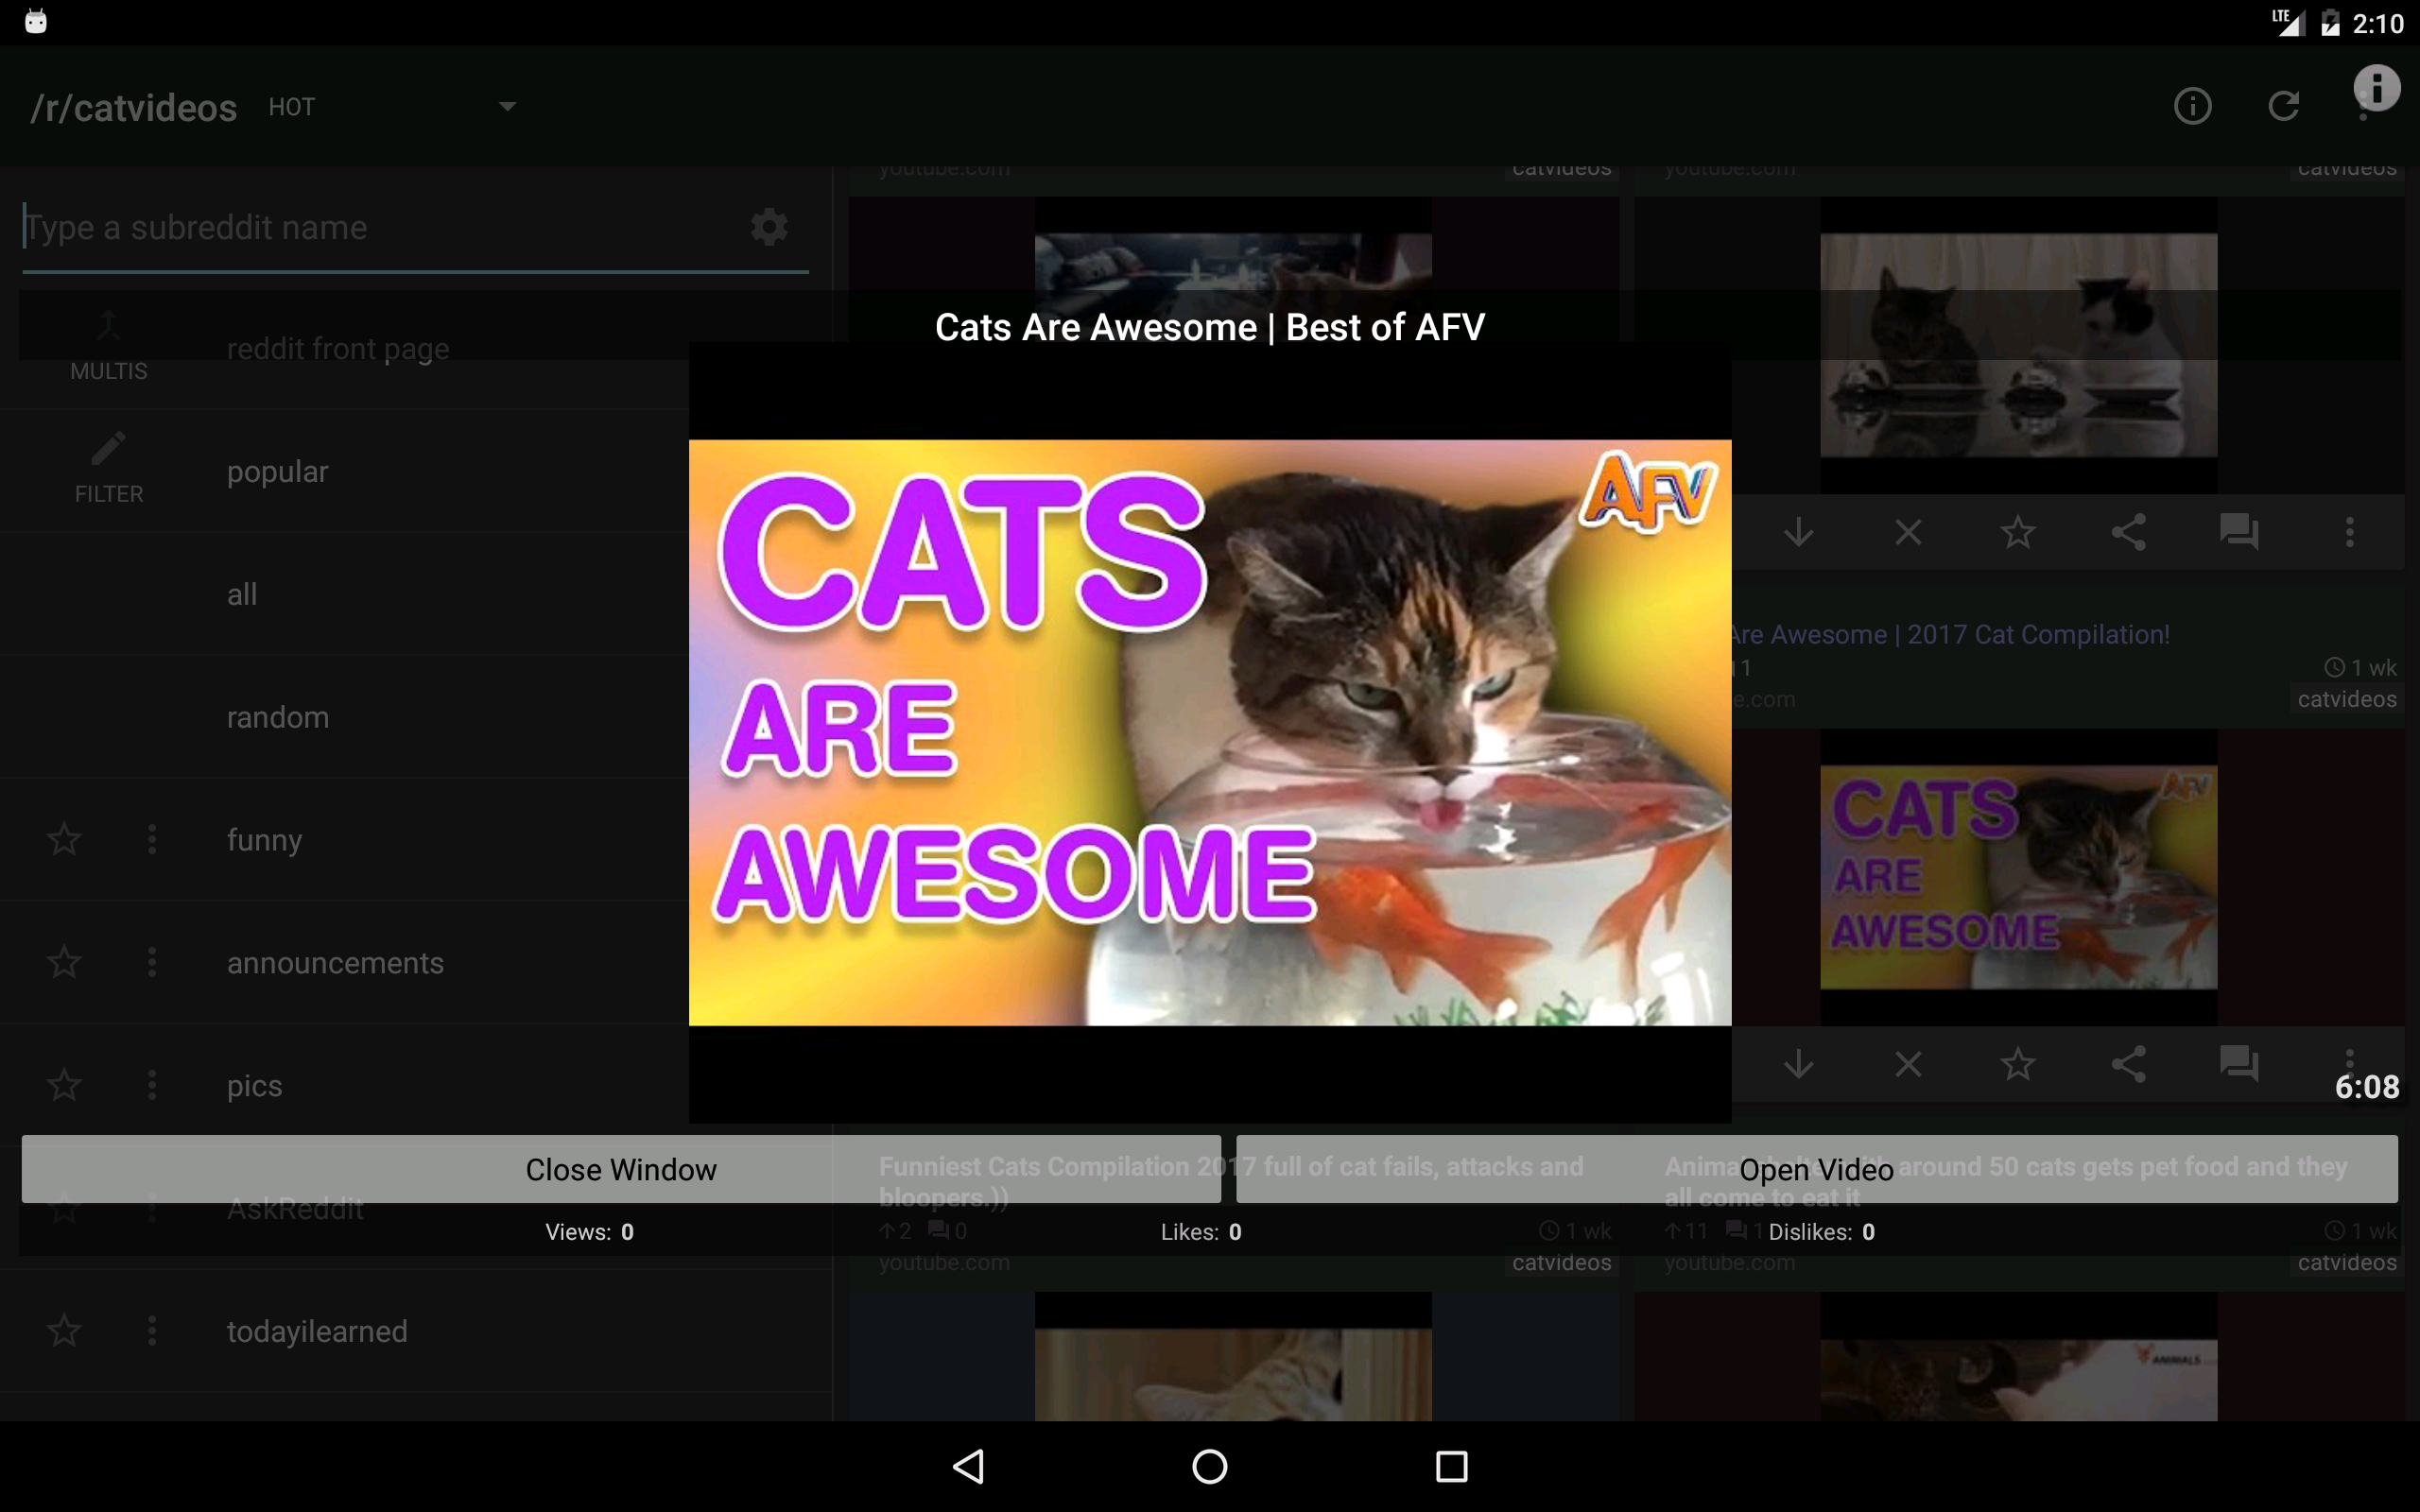 LTE 2:10
/r/catvideos HOT
youtube.com catvideos youtube.com catvideos
Type a subreddit name
Cats Are Awesome | Best of AFV
reddit front page
MULTIS
popular
FILTER
all
random
funny
announcements
pics
AskReddit
todayilearned
AFV
CATS
ARE
AWESOME
Are Awesome | 2017 Cat Compilation!
1 1 wk
e.com catvideos
AFV
CATS
ARE
AWESOME
6:08
Close Window
Open Video
Funniest Cats Compilation 2017 full of cat fails, attacks and
bloopers.))
2 0 1 wk
youtube.com catvideos
around 50 cats gets pet food and they
all come to eat it
11 1 1 wk
youtube.com catvideos
Views: 0 Likes: 0 Dislikes: 0
ANIMALS